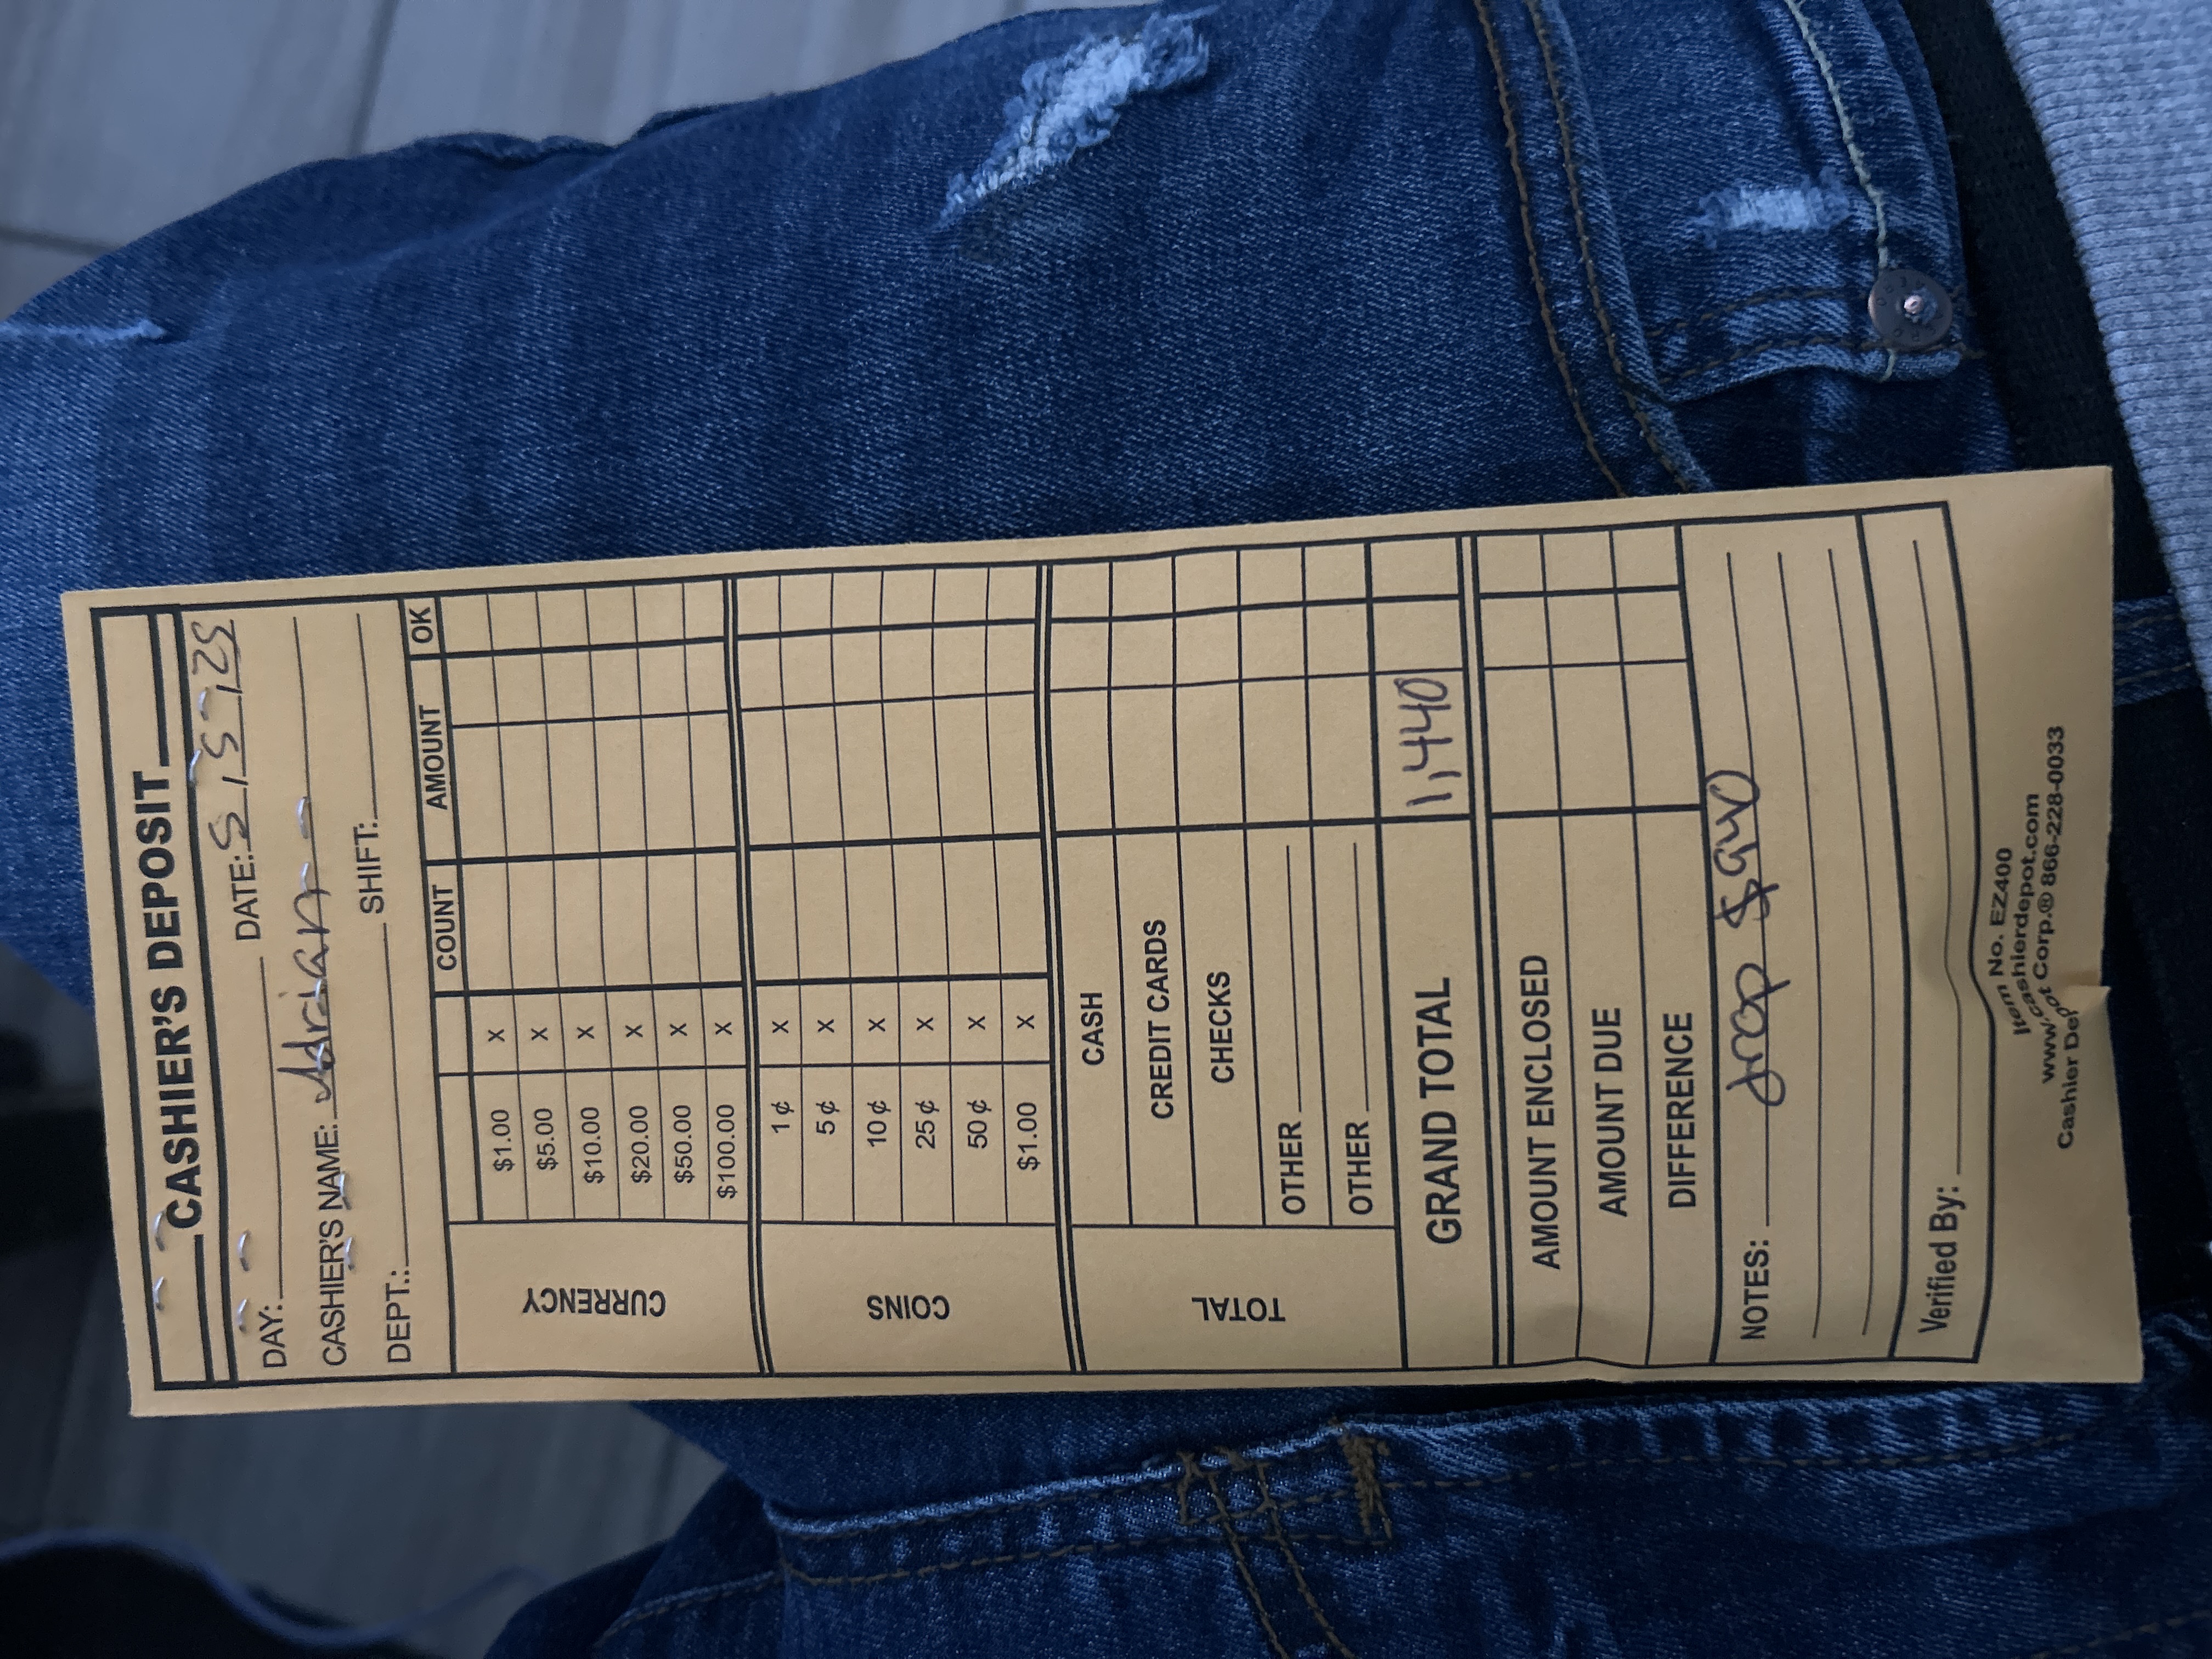 CASHIER'S DEPOSIT
DAY: DATE: 5/5/25
CASHIER'S NAME: Adriann
DEPT.: SHIFT:
COUNT AMOUNT OK
CURRENCY
$1.00 X
$5.00 X
$10.00 X
$20.00 X
$50.00 X
$100.00 X
COINS
1¢ X
5¢ X
10¢ X
25¢ X
50¢ X
$1.00 X
TOTAL
CASH
CREDIT CARDS
CHECKS
OTHER
OTHER
GRAND TOTAL 1,440
AMOUNT ENCLOSED
AMOUNT DUE
DIFFERENCE
NOTES: drop $940
Verified By:
Item No. EZ400
cashierdepot.com
Corp.® 866-228-0033